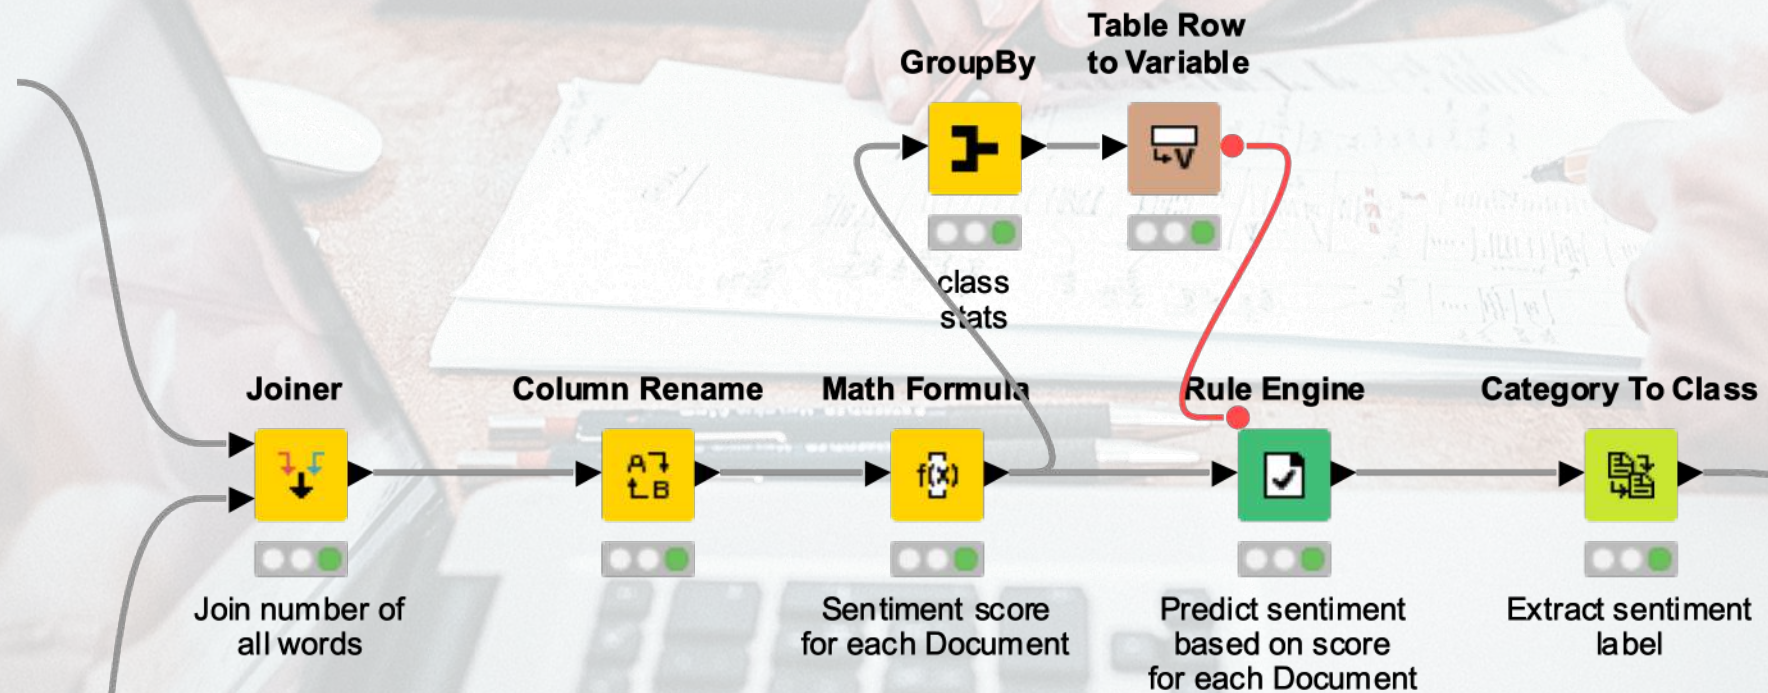 Table Row
to Variable
GroupBy
class
stats
Joiner
Column Rename
Math Formula
Rule Engine
Category To Class
A
B
f(x)
V
Join number of
all words
Sentiment score
for each Document
Predict sentiment
based on score
for each Document
Extract sentiment
label